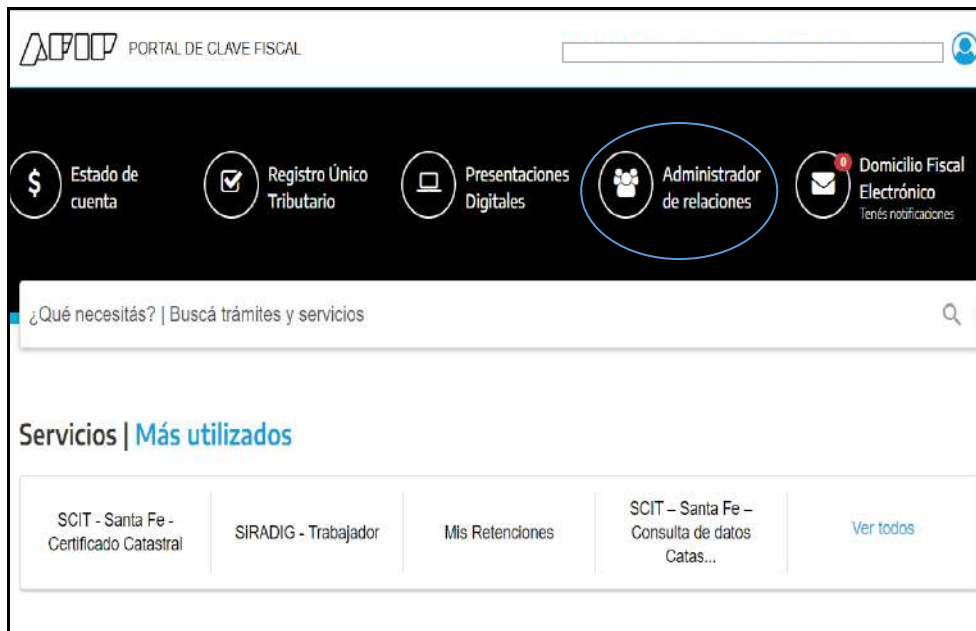 AFIP PORTAL DE CLAVE FISCAL
$ Estado de
cuenta
Registro Único
Tributario
Presentaciones
Digitales
Administrador
de relaciones
0
Domicilio Fiscal
Electrónico
Tenés notificaciones
¿Qué necesitás? | Buscá trámites y servicios
Servicios | Más utilizados
SCIT - Santa Fe -
Certificado Catastral
SiRADIG - Trabajador
Mis Retenciones
SCIT – Santa Fe –
Consulta de datos
Catas...
Ver todos